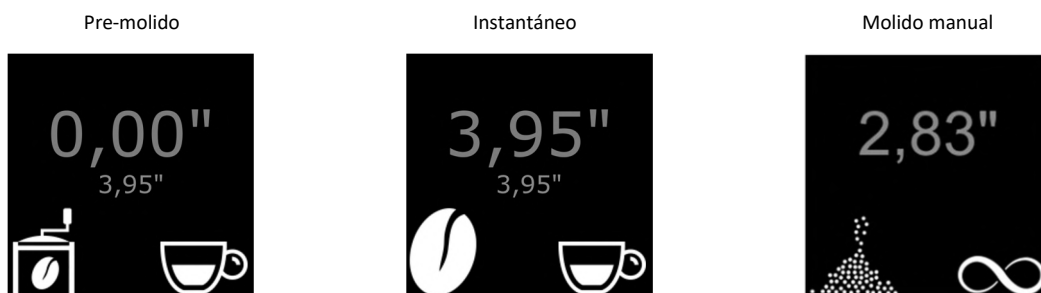 Pre-molido
Instantáneo
Molido manual
0,00"
3,95"
2,83"
3,95"
3,95"